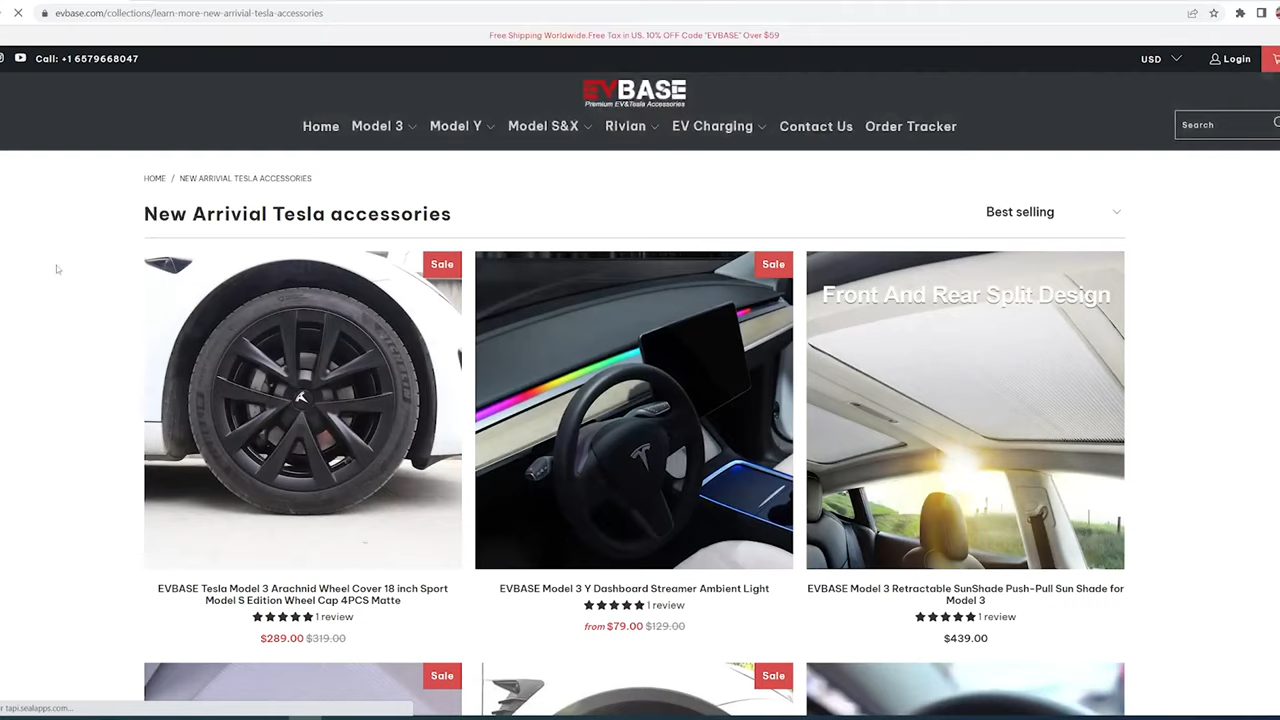 evbase.com/collections/learn-more-new-arrivial-tesla-accessories
Free Shipping Worldwide.Free Tax in US. 10% OFF Code "EVBASE" Over $59
Call: +1 6579668047
USD
Login
EVBASE
Premium EV&Tesla Accessories
Home Model 3 Model Y Model S&X Rivian EV Charging Contact Us Order Tracker
Search
HOME / NEW ARRIVIAL TESLA ACCESSORIES
New Arrivial Tesla accessories
Best selling
Sale
Sale
Front And Rear Split Design
EVBASE Tesla Model 3 Arachnid Wheel Cover 18 inch Sport
Model S Edition Wheel Cap 4PCS Matte
1 review
$289.00 $319.00
EVBASE Model 3 Y Dashboard Streamer Ambient Light
1 review
from $79.00 $129.00
EVBASE Model 3 Retractable SunShade Push-Pull Sun Shade for
Model 3
1 review
$439.00
Sale
Sale
r tapi.sealapps.com...